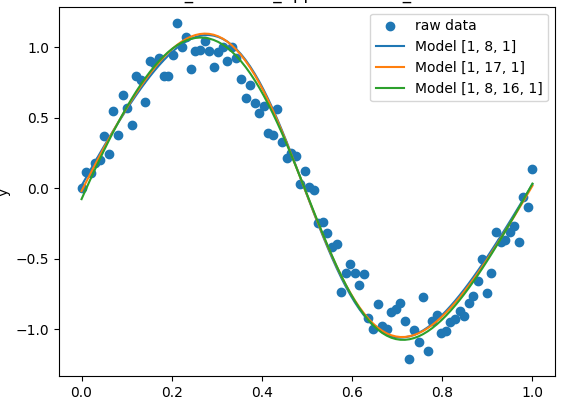 raw data
Model [1, 8, 1]
Model [1, 17, 1]
Model [1, 8, 16, 1]
1.0
0.5
0.0
−0.5
−1.0
y
0.0 0.2 0.4 0.6 0.8 1.0